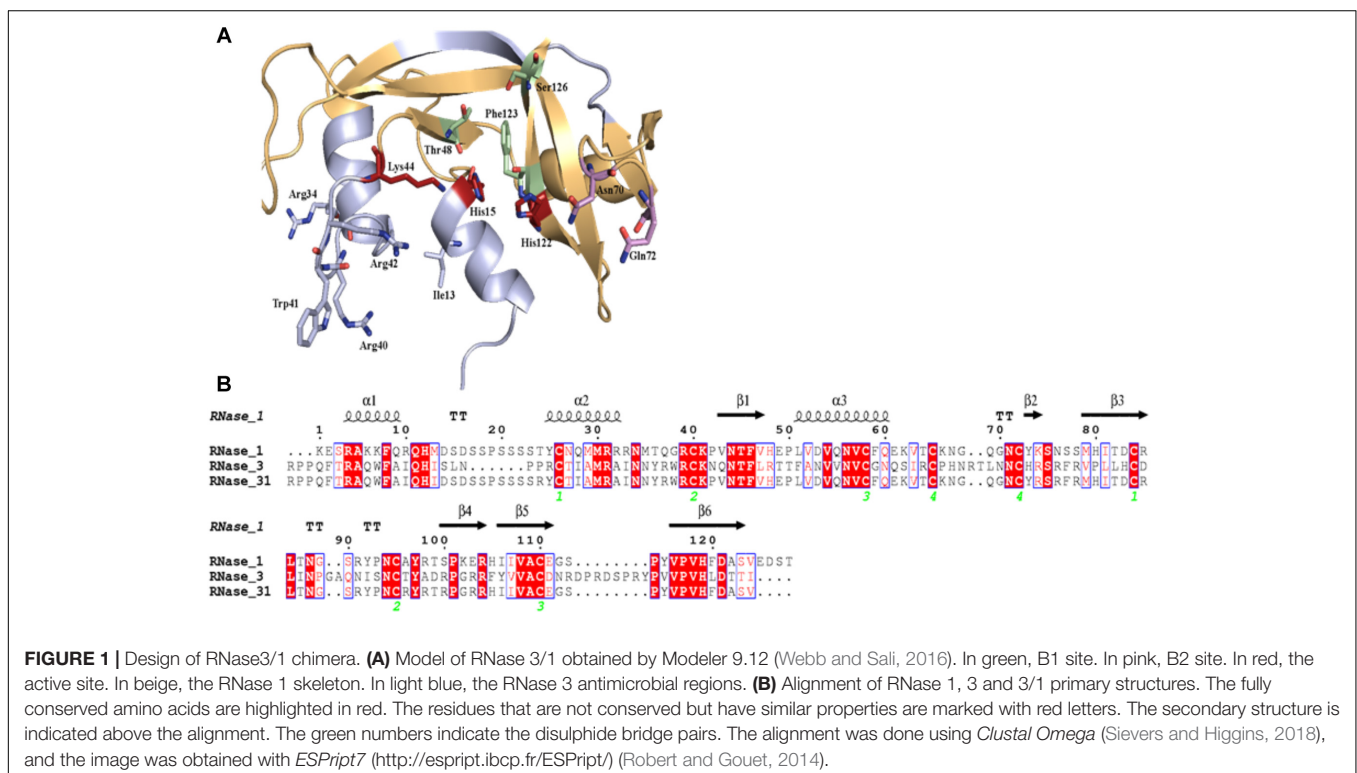 A
Ser126
Phe123
Thr48
Lys44
Asn70
Arg34
His15
His122
Gln72
Arg42
Ile13
Trp41
Arg40
B
α1 α2 β1 α3 β2 β3
RNase_1 TT TT
1 10 20 30 40 50 60 70 80
RNase_1 ...KESRAKKFQRQHMDSDSSPSSSSTYCNQMMRRRNMTQGRCKPVNTFVHEPLVDVQNVCFQEKVTCKNG..QGNCYKSNSSMHITDCR
RNase_3 RPPQFTRAQWFAIQHISLN......PPRCTIAMRAINNYRWRCKNQNTFLRTTFANVVNVCGNQSIRCPHNRTLNNCHRSRFRVPLLHCD
RNase_31 RPPQFTRAQWFAIQHIDSDSSPSSSSRYCTIAMRAINNYRWRCKPVNTFVHEPLVDVQNVCFQEKVTCKNG..QGNCYRSRFRMHITDCR
1 2 3 4 4 1
β4 β5 β6
RNase_1 TT TT
90 100 110 120
RNase_1 LTNG..SRYPNCAYRTSPKERHIIVACEGS........PYVPVHFDASVEDST
RNase_3 LINPGAQNISNCTYADRPGRRFYVVACDNRDPRDSPRYPVVPVHLDTTI....
RNase_31 LTNG..SRYPNCRYRTRPGRRHIIVACEGS........PYVPVHFDASV....
2 3
FIGURE 1 | Design of RNase3/1 chimera. (A) Model of RNase 3/1 obtained by Modeler 9.12 (Webb and Sali, 2016). In green, B1 site. In pink, B2 site. In red, the
active site. In beige, the RNase 1 skeleton. In light blue, the RNase 3 antimicrobial regions. (B) Alignment of RNase 1, 3 and 3/1 primary structures. The fully
conserved amino acids are highlighted in red. The residues that are not conserved but have similar properties are marked with red letters. The secondary structure is
indicated above the alignment. The green numbers indicate the disulphide bridge pairs. The alignment was done using Clustal Omega (Sievers and Higgins, 2018),
and the image was obtained with ESPript7 (http://espript.ibcp.fr/ESPript/) (Robert and Gouet, 2014).